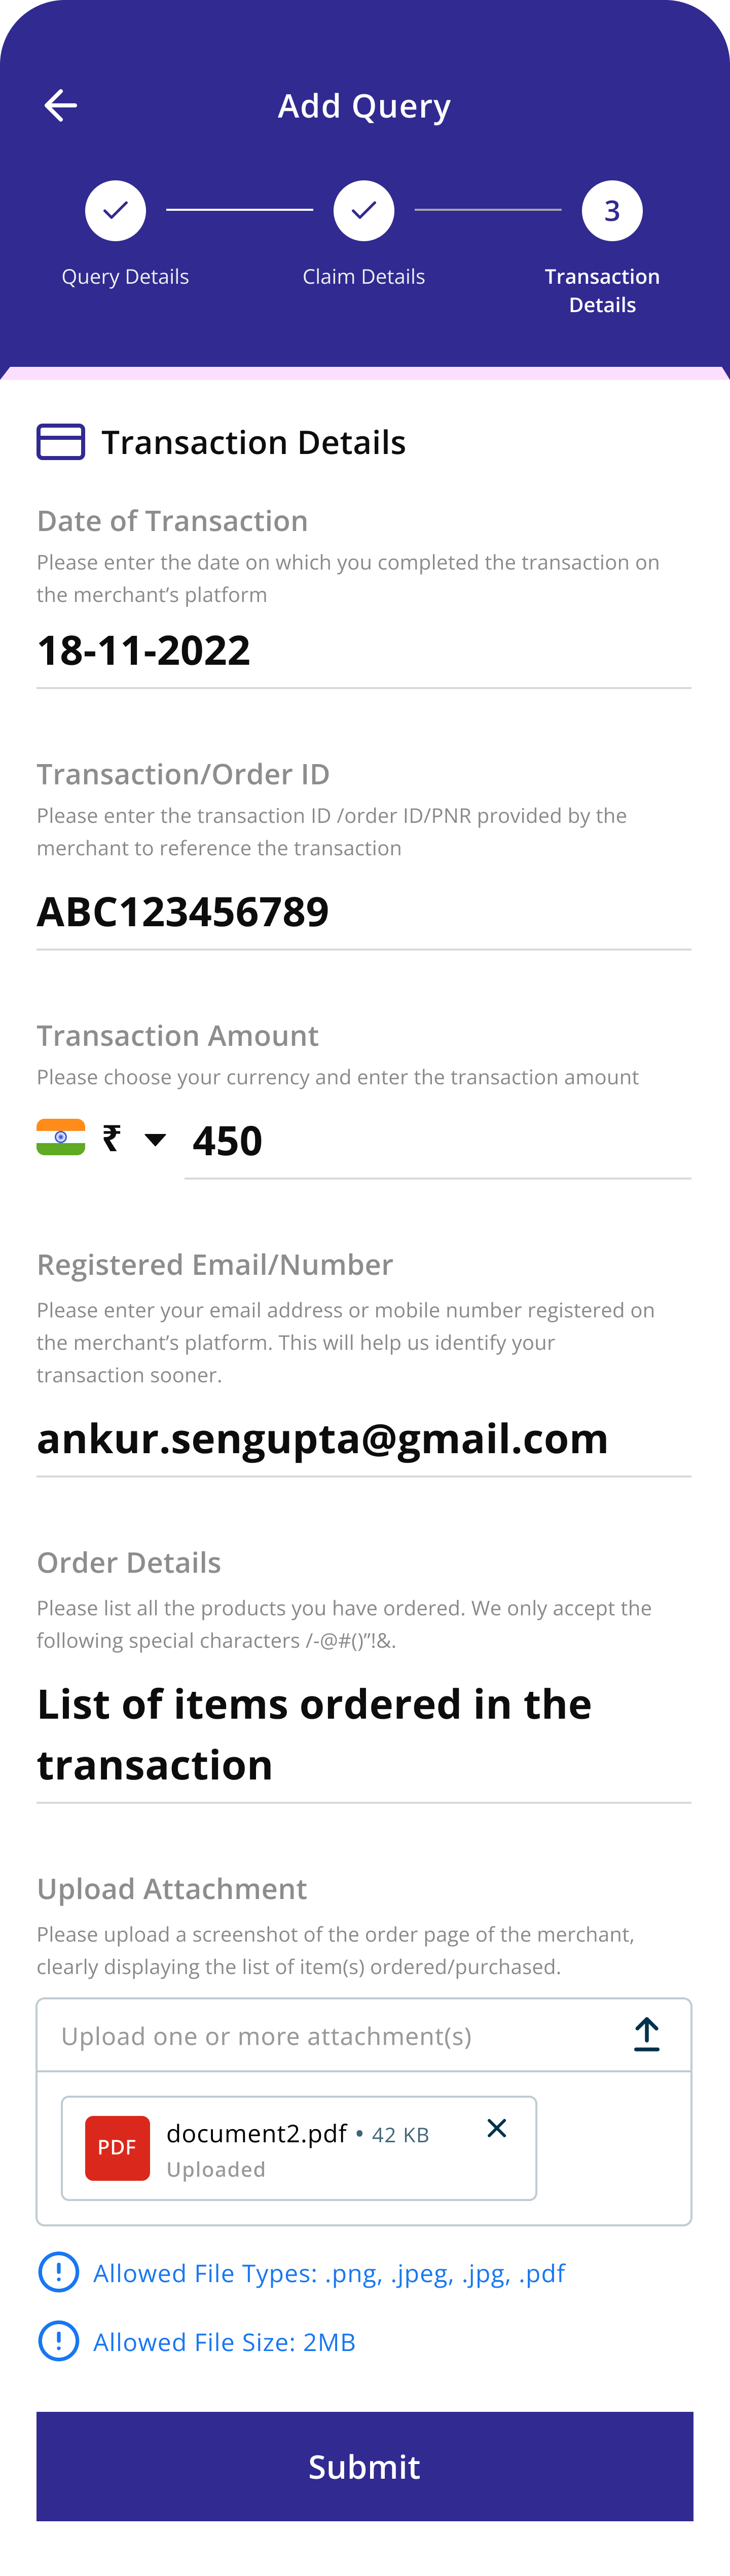 Add Query
3
Query Details
Claim Details
Transaction
Details
Transaction Details
Date of Transaction
Please enter the date on which you completed the transaction on
the merchant’s platform
18-11-2022
Transaction/Order ID
Please enter the transaction ID /order ID/PNR provided by the
merchant to reference the transaction
ABC123456789
Transaction Amount
Please choose your currency and enter the transaction amount
₹ 450
Registered Email/Number
Please enter your email address or mobile number registered on
the merchant’s platform. This will help us identify your
transaction sooner.
ankur.sengupta@gmail.com
Order Details
Please list all the products you have ordered. We only accept the
following special characters /-@#()”!&.
List of items ordered in the
transaction
Upload Attachment
Please upload a screenshot of the order page of the merchant,
clearly displaying the list of item(s) ordered/purchased.
Upload one or more attachment(s)
PDF
document2.pdf • 42 KB
Uploaded
Allowed File Types: .png, .jpeg, .jpg, .pdf
Allowed File Size: 2MB
Submit